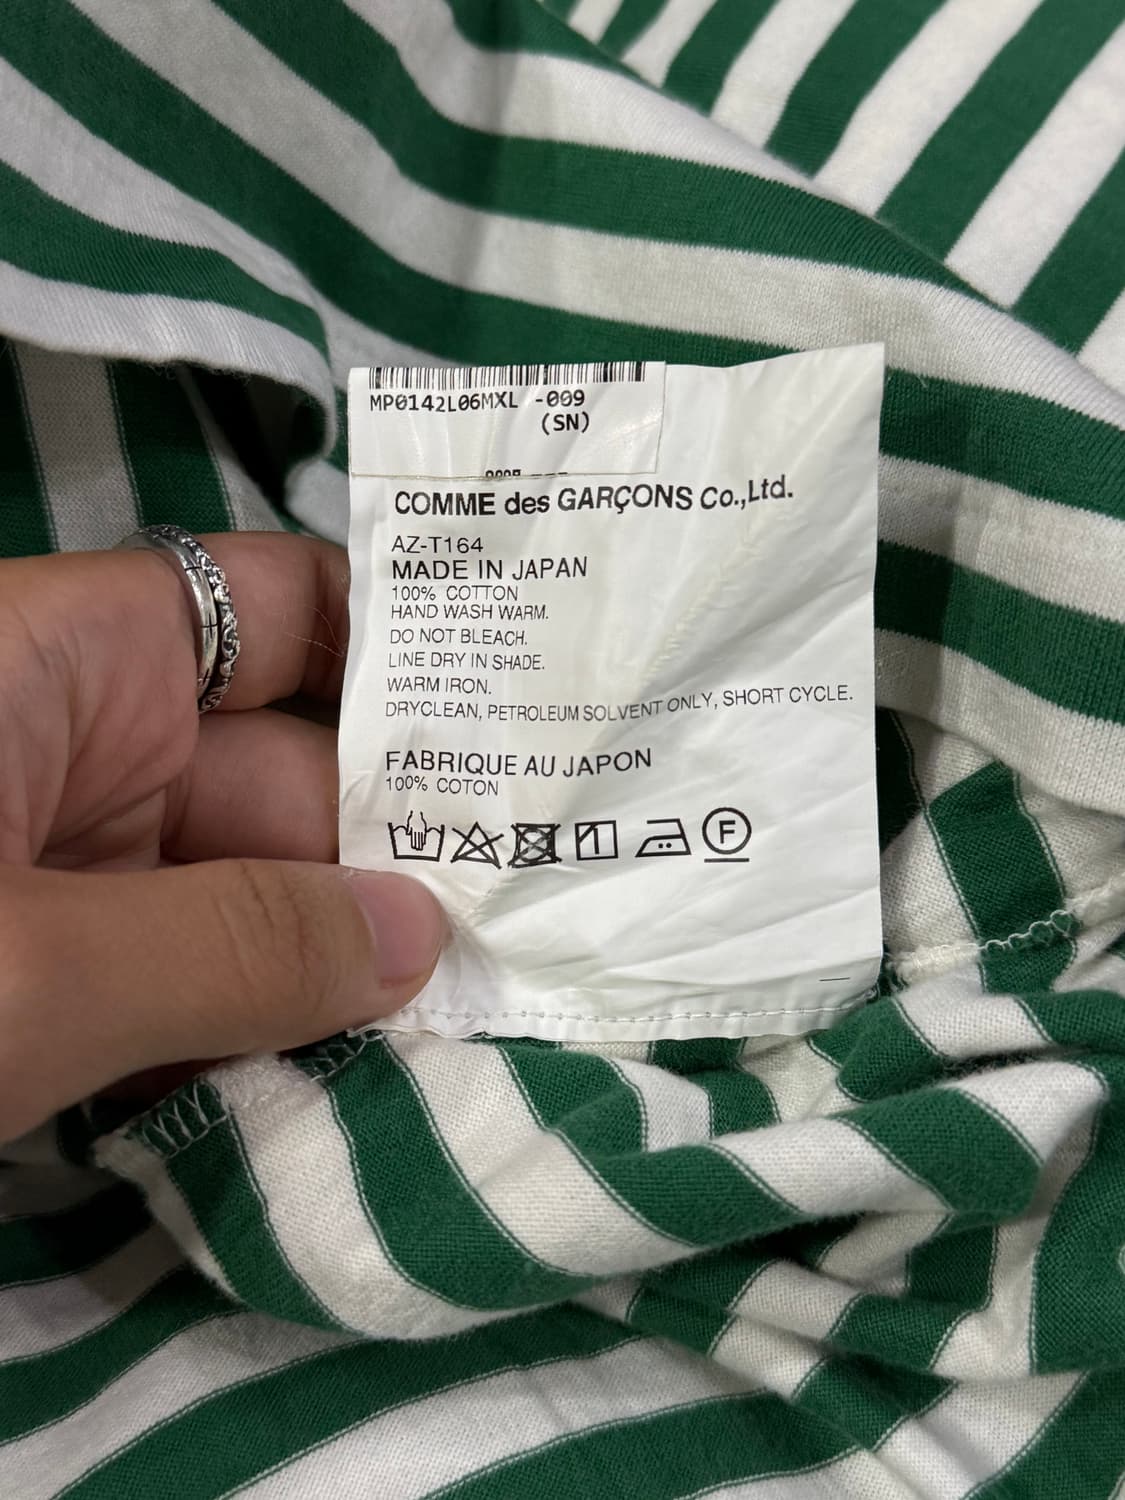 MP0142L06MXL -009
(SN)
COMME des GARÇONS Co.,Ltd.
AZ-T164
MADE IN JAPAN
100% COTTON
HAND WASH WARM.
DO NOT BLEACH.
LINE DRY IN SHADE.
WARM IRON.
DRYCLEAN, PETROLEUM SOLVENT ONLY, SHORT CYCLE.
FABRIQUE AU JAPON
100% COTON
F